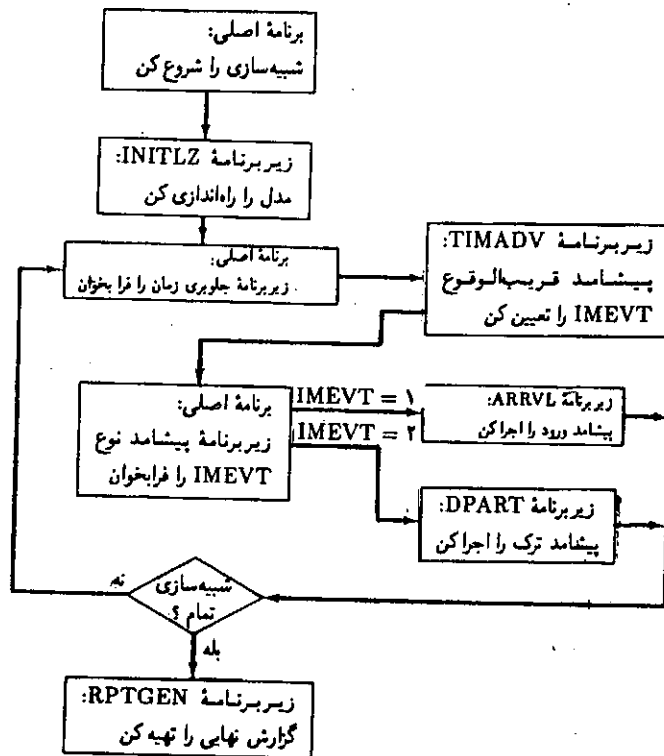 برنامهٔ اصلی:
شبیه‌سازی را شروع کن
زیربرنامهٔ INITLZ:
مدل را راه‌اندازی کن
برنامهٔ اصلی:
زیربرنامهٔ جلوبری زمان را فرا بخوان
زیربرنامهٔ TIMADV:
پیشامد قریب‌الوقوع
IMEVT را تعیین کن
برنامهٔ اصلی:
زیربرنامهٔ پیشامد نوع
IMEVT را فرابخوان
IMEVT = ۱
IMEVT = ۲
زیربرنامهٔ ARRVL:
پیشامد ورود را اجرا کن
زیربرنامهٔ DPART:
پیشامد ترک را اجرا کن
شبیه‌سازی
تمام ؟
نه
بله
زیربرنامهٔ RPTGEN:
گزارش نهایی را تهیه کن